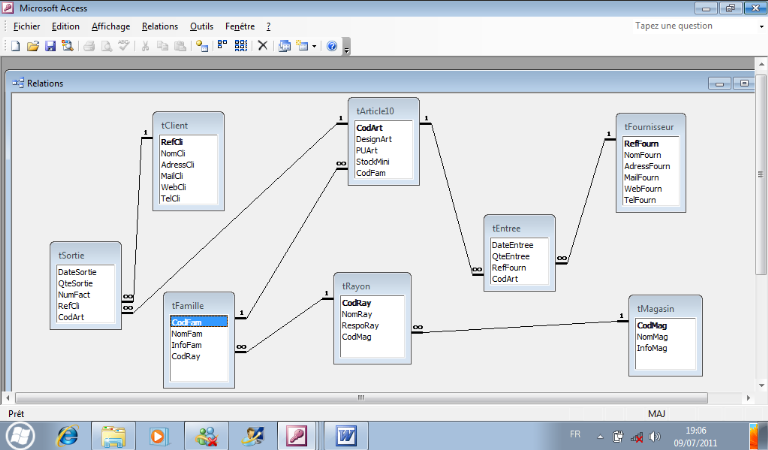 Microsoft Access
Fichier Edition Affichage Relations Outils Fenêtre ? Tapez une question
Relations
tClient
RefCli
NomCli
AdressCli
MailCli
WebCli
TelCli
tArticle10
CodArt
DesignArt
PUArt
StockMini
CodFam
tFournisseur
RefFourn
NomFourn
AdressFourn
MailFourn
WebFourn
TelFourn
tEntree
DateEntree
QteEntree
RefFourn
CodArt
tSortie
DateSortie
QteSortie
NumFact
RefCli
CodArt
tFamille
CodFam
NomFam
InfoFam
CodRay
tRayon
CodRay
NomRay
RespoRay
CodMag
tMagasin
CodMag
NomMag
InfoMag
1 1 1 1 1 1 1
∞ ∞ ∞ ∞ ∞ ∞ ∞
Prêt MAJ
FR 19:06
09/07/2011